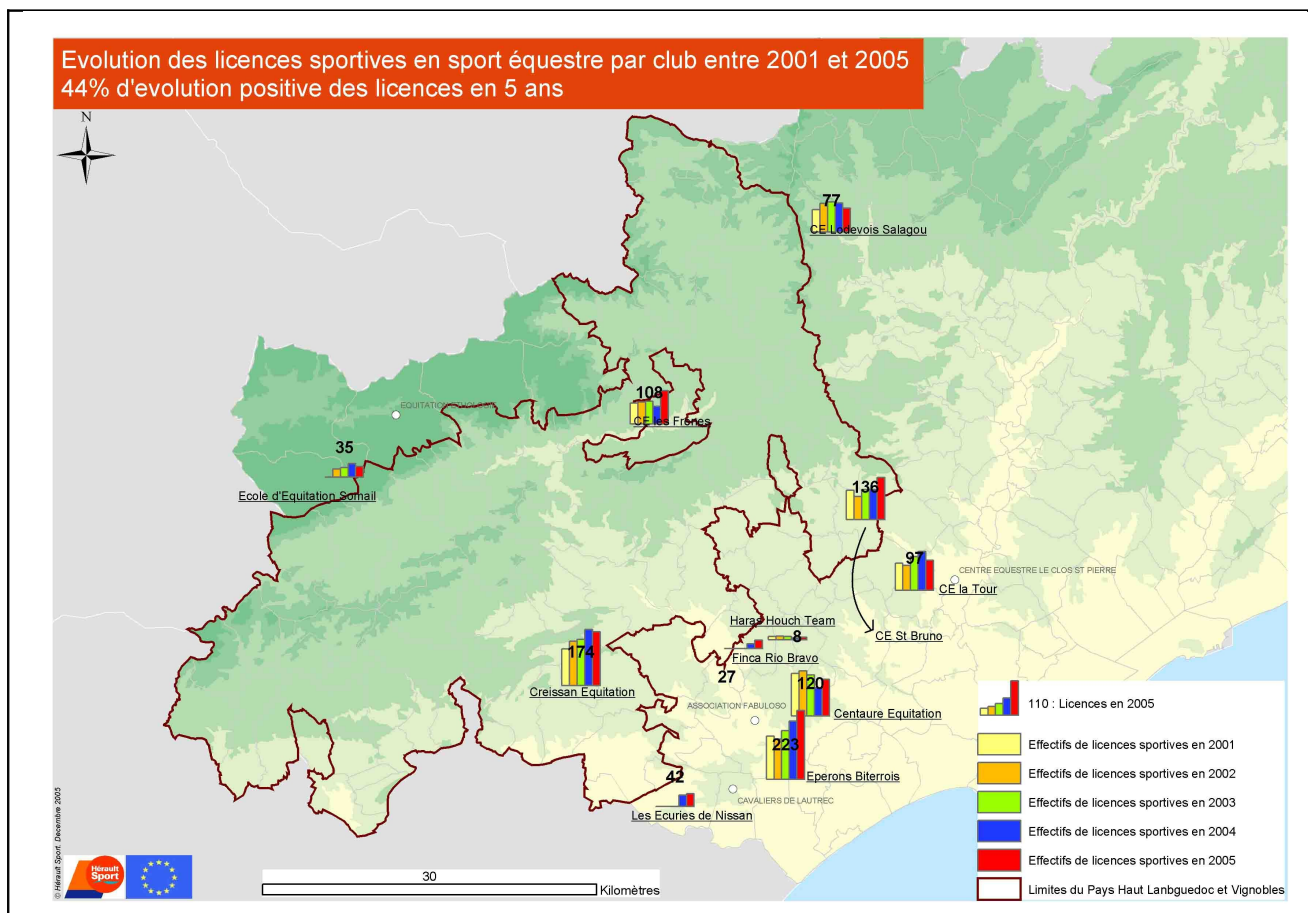 Evolution des licences sportives en sport équestre par club entre 2001 et 2005
44% d'evolution positive des licences en 5 ans
N
77
CE Lodevois Salagou
108
CE les Frênes
EQUITATION ETHOLOGIE
35
Ecole d'Equitation Somail
136
97
CENTRE EQUESTRE LE CLOS ST PIERRE
CE la Tour
Haras Houch Team
8
CE St Bruno
Finca Rio Bravo
27
174
Creissan Equitation
120
ASSOCIATION FABULOSO
Centaure Equitation
223
Eperons Biterrois
42
CAVALIERS DE LAUTREC
Les Ecuries de Nissan
110 : Licences en 2005
Effectifs de licences sportives en 2001
Effectifs de licences sportives en 2002
Effectifs de licences sportives en 2003
Effectifs de licences sportives en 2004
Effectifs de licences sportives en 2005
Limites du Pays Haut Lanbguedoc et Vignobles
30
Kilomètres
Hérault
Sport
© Hérault Sport. Decembre 2005